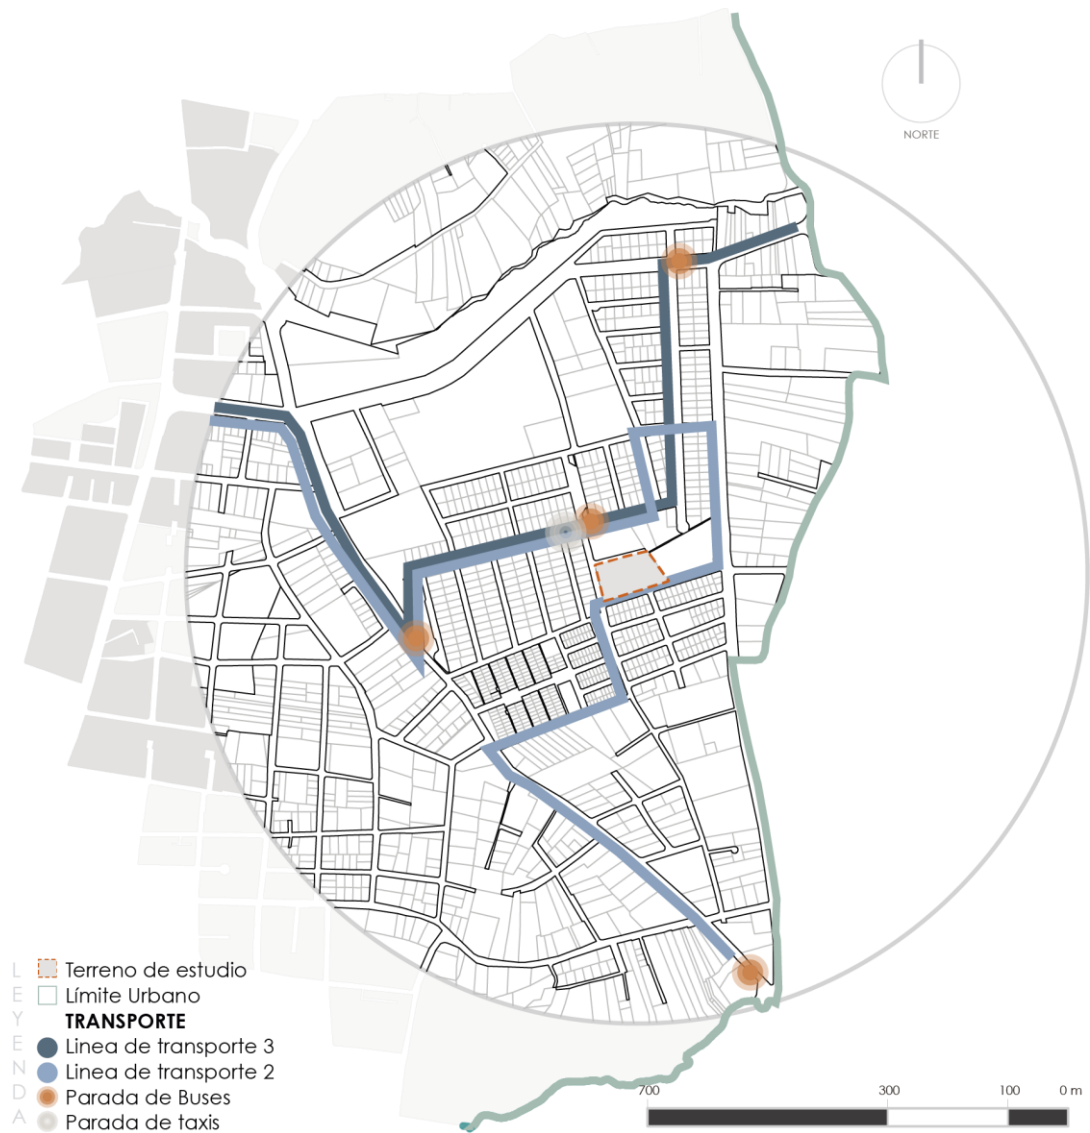 NORTE
LEYENDA
Terreno de estudio
Límite Urbano
TRANSPORTE
Linea de transporte 3
Linea de transporte 2
Parada de Buses
Parada de taxis
700 300 100 0 m